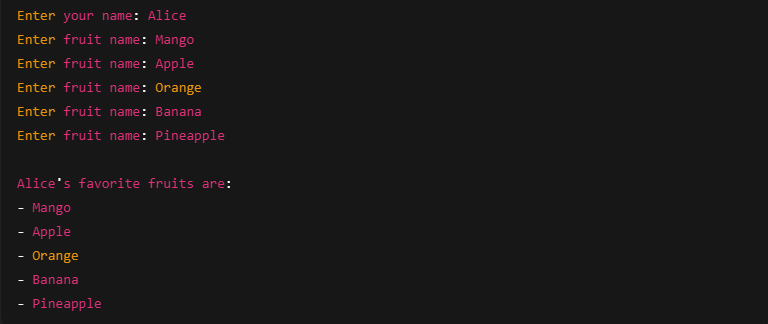 Enter your name: Alice
Enter fruit name: Mango
Enter fruit name: Apple
Enter fruit name: Orange
Enter fruit name: Banana
Enter fruit name: Pineapple
Alice's favorite fruits are:
- Mango
- Apple
- Orange
- Banana
- Pineapple